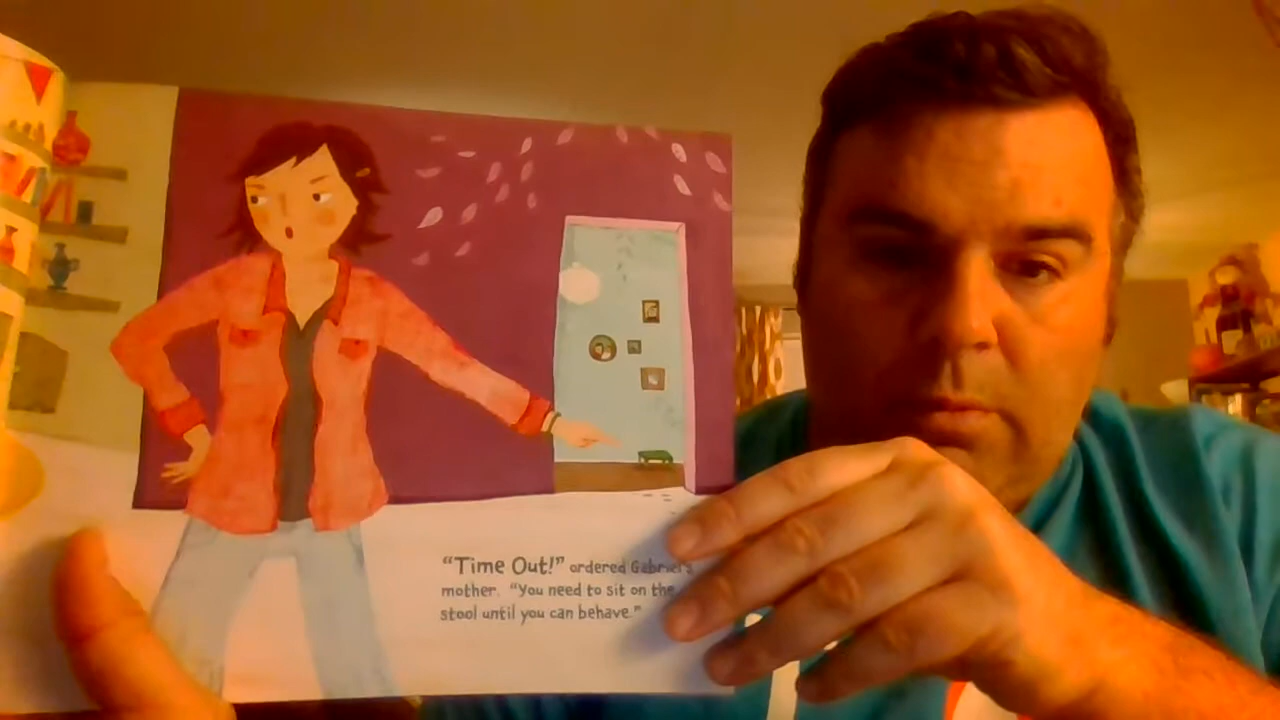 “Time Out!” ordered Gabriel’s
mother. “You need to sit on the
stool until you can behave.”